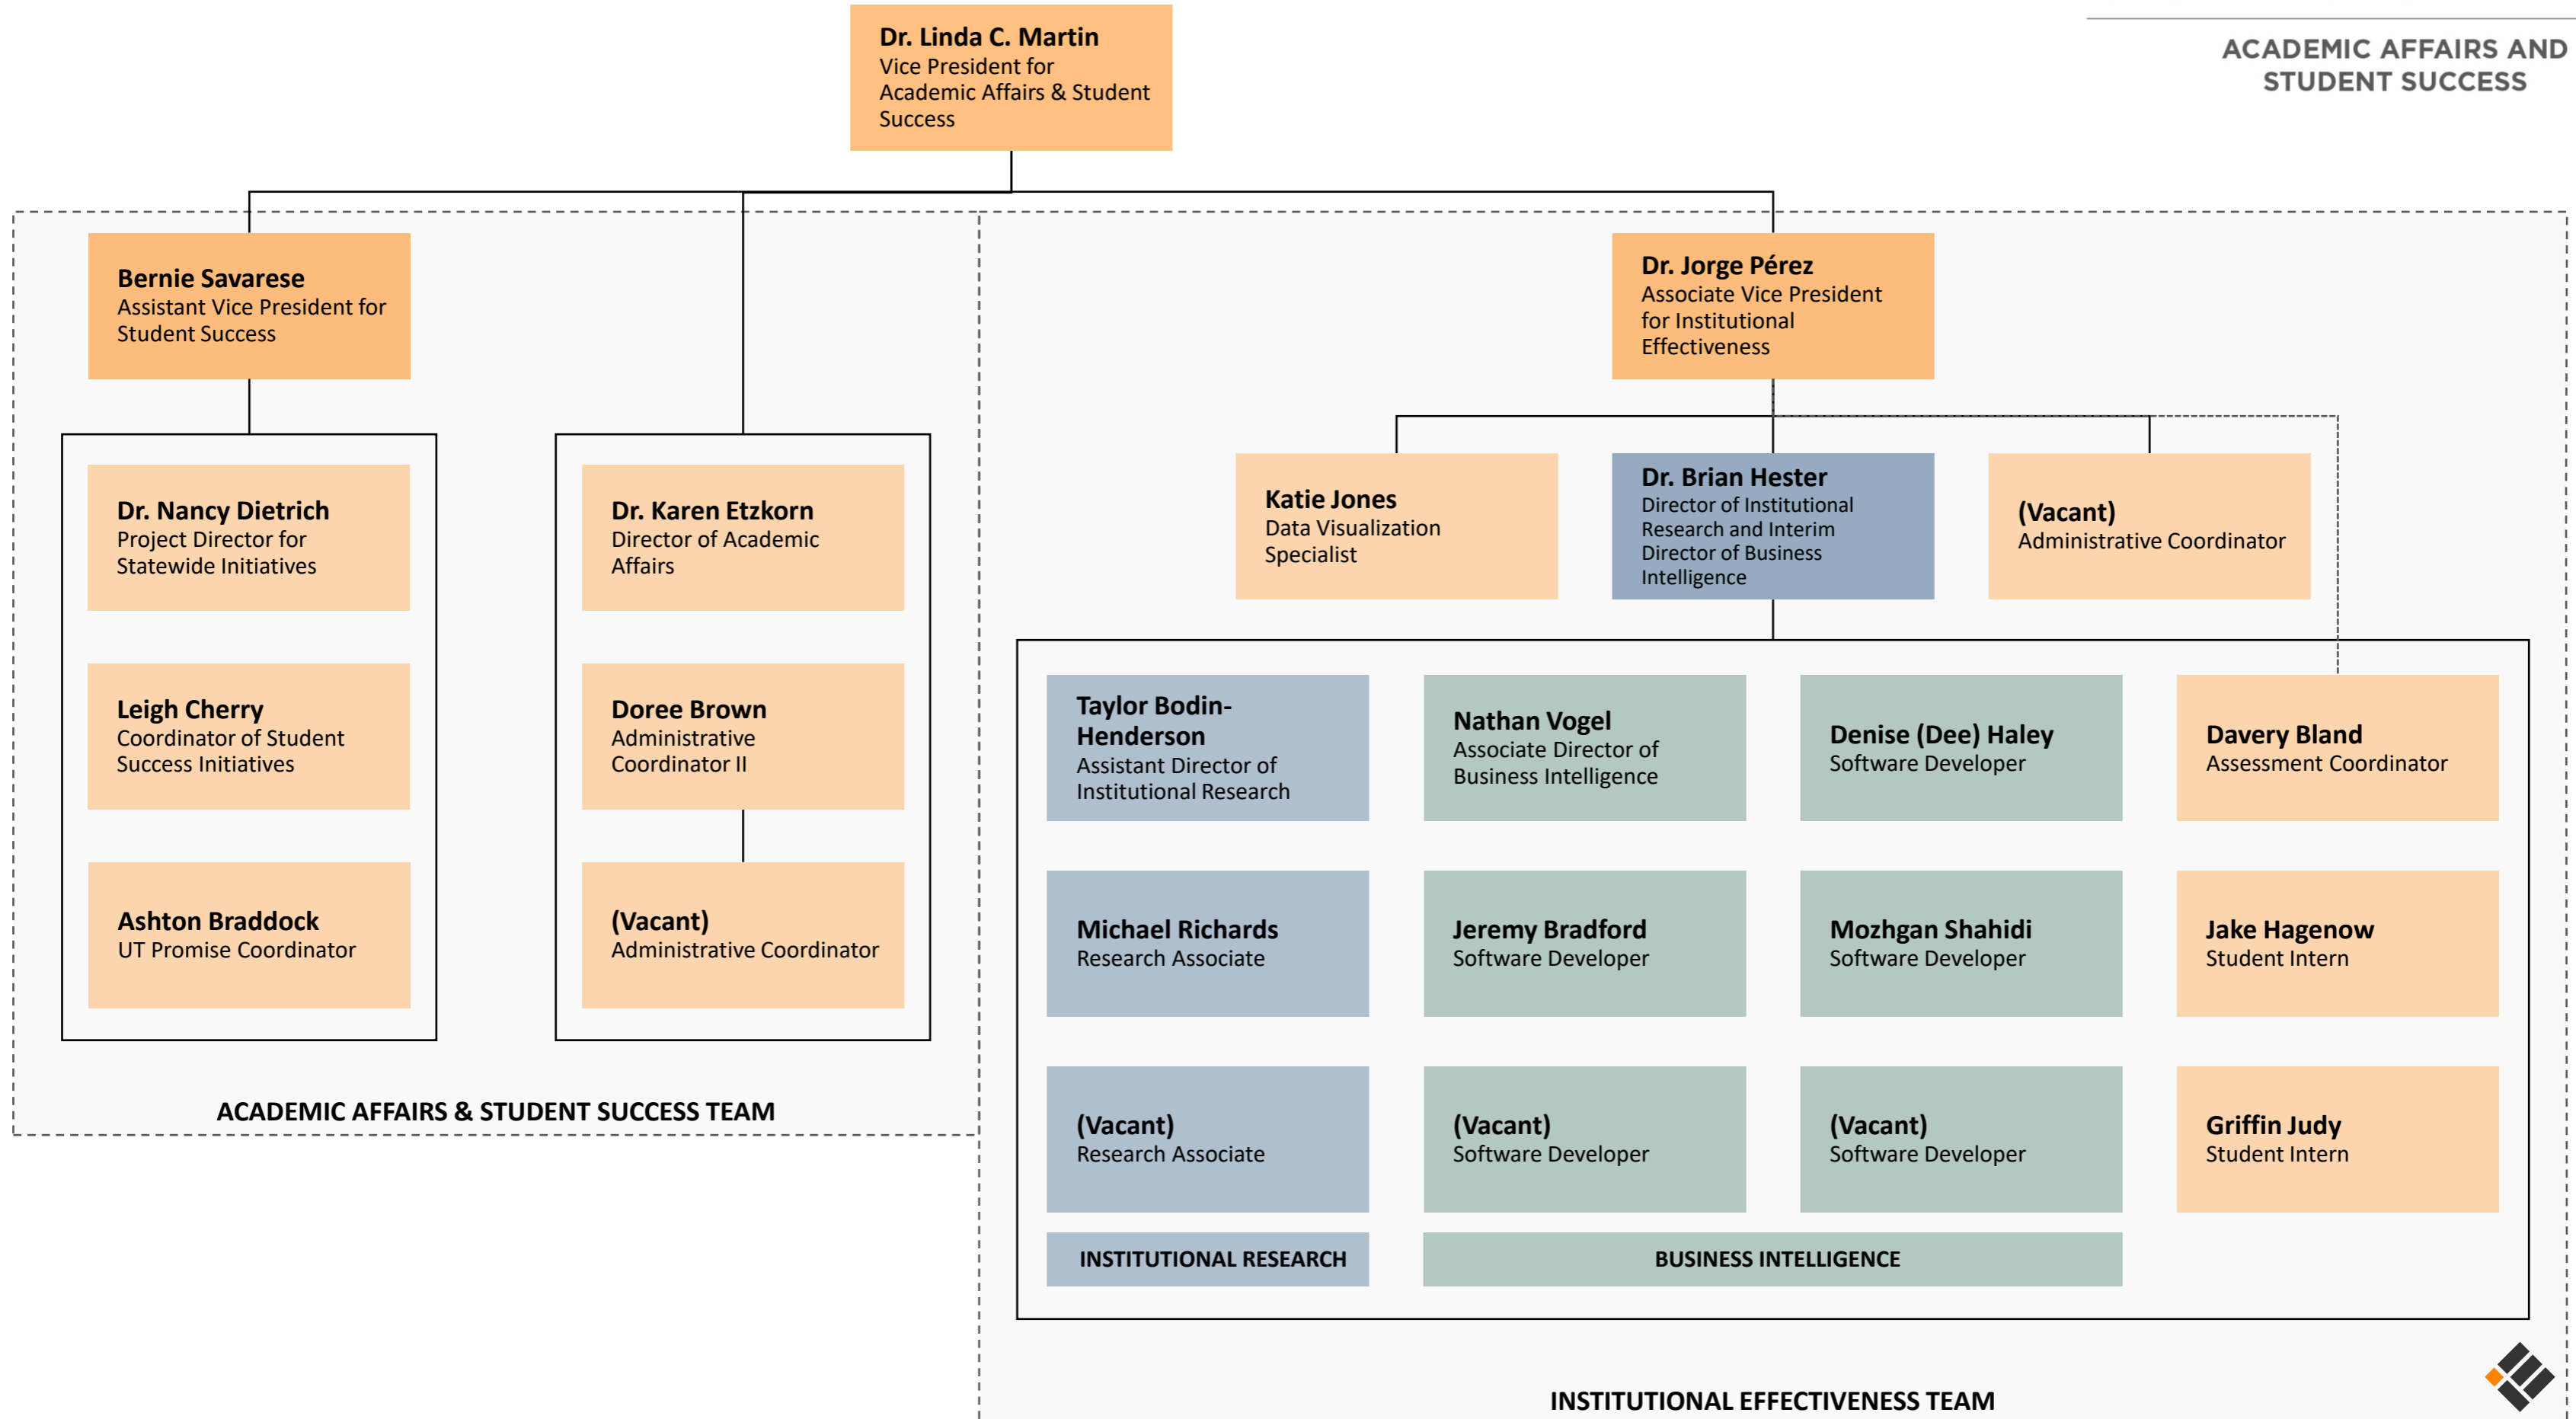 Dr. Linda C. Martin
Vice President for
Academic Affairs & Student
Success
ACADEMIC AFFAIRS AND
STUDENT SUCCESS
Bernie Savarese
Assistant Vice President for
Student Success
Dr. Jorge Pérez
Associate Vice President
for Institutional
Effectiveness
Dr. Nancy Dietrich
Project Director for
Statewide Initiatives
Leigh Cherry
Coordinator of Student
Success Initiatives
Ashton Braddock
UT Promise Coordinator
Dr. Karen Etzkorn
Director of Academic
Affairs
Doree Brown
Administrative
Coordinator II
(Vacant)
Administrative Coordinator
ACADEMIC AFFAIRS & STUDENT SUCCESS TEAM
Katie Jones
Data Visualization
Specialist
Dr. Brian Hester
Director of Institutional
Research and Interim
Director of Business
Intelligence
(Vacant)
Administrative Coordinator
Taylor Bodin-
Henderson
Assistant Director of
Institutional Research
Nathan Vogel
Associate Director of
Business Intelligence
Denise (Dee) Haley
Software Developer
Davery Bland
Assessment Coordinator
Michael Richards
Research Associate
Jeremy Bradford
Software Developer
Mozhgan Shahidi
Software Developer
Jake Hagenow
Student Intern
(Vacant)
Research Associate
(Vacant)
Software Developer
(Vacant)
Software Developer
Griffin Judy
Student Intern
INSTITUTIONAL RESEARCH
BUSINESS INTELLIGENCE
INSTITUTIONAL EFFECTIVENESS TEAM